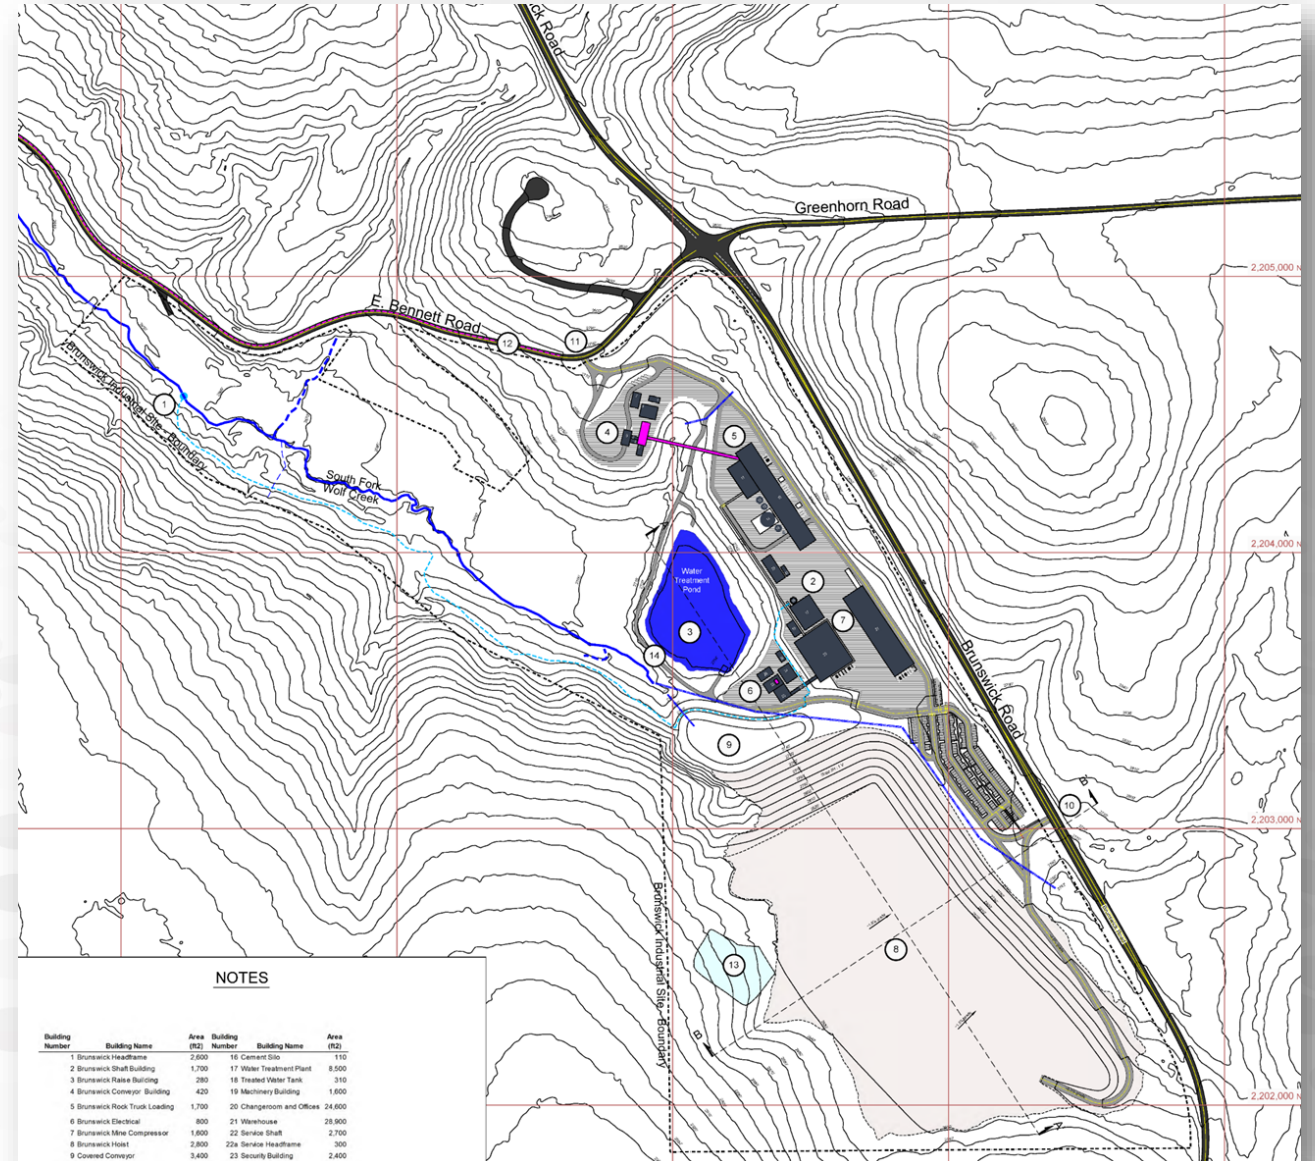 ck Road
Greenhorn Road
2,205,000 N
E. Bennett Road
12
11
Brunswick Industrial Site - Boundary
1
4
5
South Fork
Wolf Creek
2,204,000 N
Water
Treatment
Pond
2
3
7
14
6
Brunswick Road
9
10
B
2,203,000 N
8
13
B
Brunswick Industrial Site - Boundary
2,202,000 N
A
A
NOTES
Building Number Building Name Area (ft2) Building Number Building Name Area (ft2)
1 Brunswick Headframe 2,600 16 Cement Silo 110
2 Brunswick Shaft Building 1,700 17 Water Treatment Plant 8,500
3 Brunswick Raise Building 280 18 Treated Water Tank 310
4 Brunswick Conveyor Building 420 19 Machinery Building 1,600
5 Brunswick Rock Truck Loading 1,700 20 Changeroom and Offices 24,600
6 Brunswick Electrical 800 21 Warehouse 28,900
7 Brunswick Mine Compressor 1,600 22 Service Shaft 2,700
8 Brunswick Hoist 2,800 22a Service Headframe 300
9 Covered Conveyor 3,400 23 Security Building 2,400